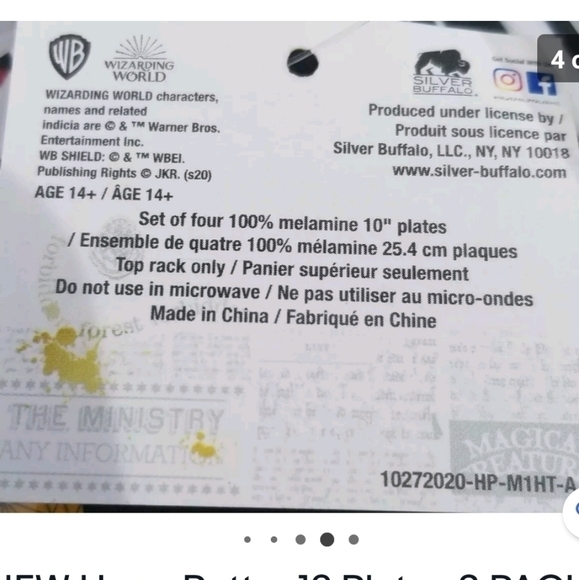 WB
WIZARDING
WORLD
SILVER
BUFFALO
4
WIZARDING WORLD characters,
names and related
indicia are © & ™ Warner Bros.
Entertainment Inc.
WB SHIELD: © & ™ WBEI.
Publishing Rights © JKR. (s20)
AGE 14+ / ÂGE 14+
Produced under license by /
Produit sous licence par
Silver Buffalo, LLC., NY, NY 10018
www.silver-buffalo.com
Set of four 100% melamine 10" plates
/ Ensemble de quatre 100% mélamine 25.4 cm plaques
Top rack only / Panier supérieur seulement
Do not use in microwave / Ne pas utiliser au micro-ondes
Made in China / Fabriqué en Chine
forest
THE MINISTRY
ANY INFORMATION
10272020-HP-M1HT-A